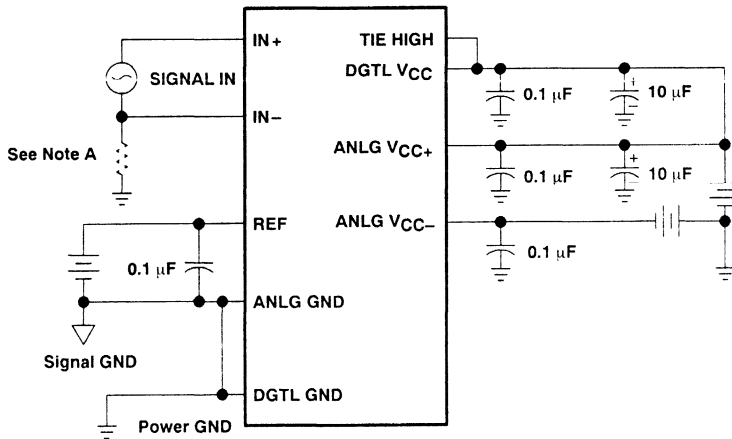 IN+
SIGNAL IN
IN−
See Note A
REF
0.1 μF
ANLG GND
Signal GND
DGTL GND
Power GND
TIE HIGH
DGTL VCC
0.1 μF
+
10 μF
ANLG VCC+
0.1 μF
+
10 μF
ANLG VCC−
0.1 μF